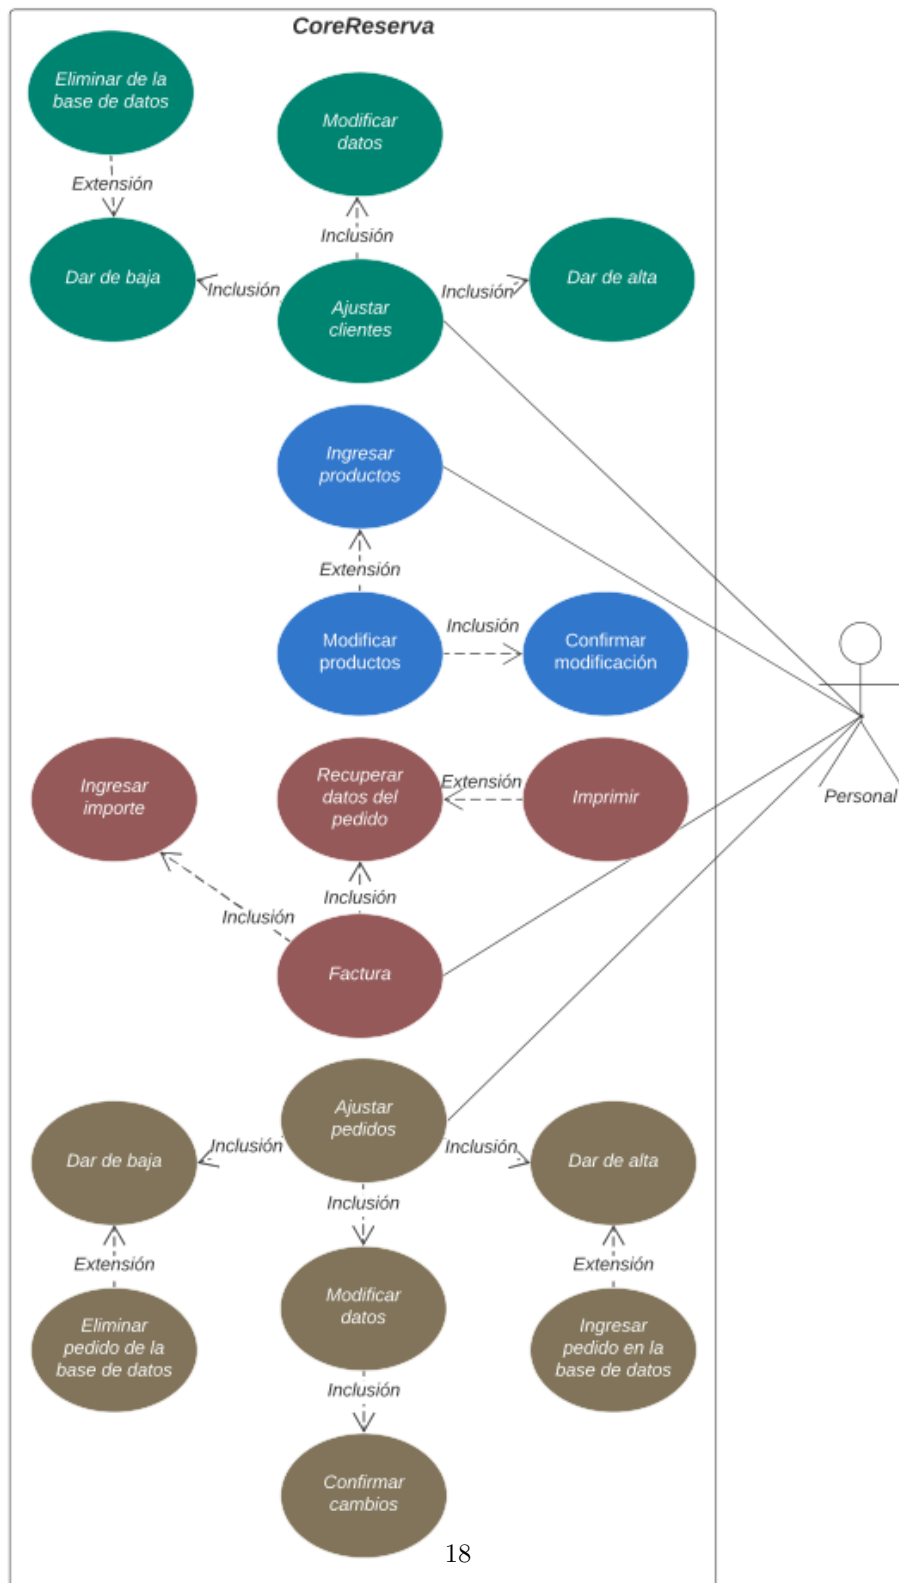 CoreReserva
Eliminar de la
base de datos
Modificar
datos
Extensión
Inclusión
Dar de baja
Inclusión
Ajustar
clientes
Inclusión
Dar de alta
Ingresar
productos
Extensión
Modificar
productos
Inclusión
Confirmar
modificación
Personal
Ingresar
importe
Recuperar
datos del
pedido
Extensión
Imprimir
Inclusión
Inclusión
Factura
Ajustar
pedidos
Dar de baja
Inclusión
Inclusión
Dar de alta
Inclusión
Extensión
Extensión
Modificar
datos
Eliminar
pedido de la
base de datos
Ingresar
pedido en la
base de datos
Inclusión
Confirmar
cambios
18